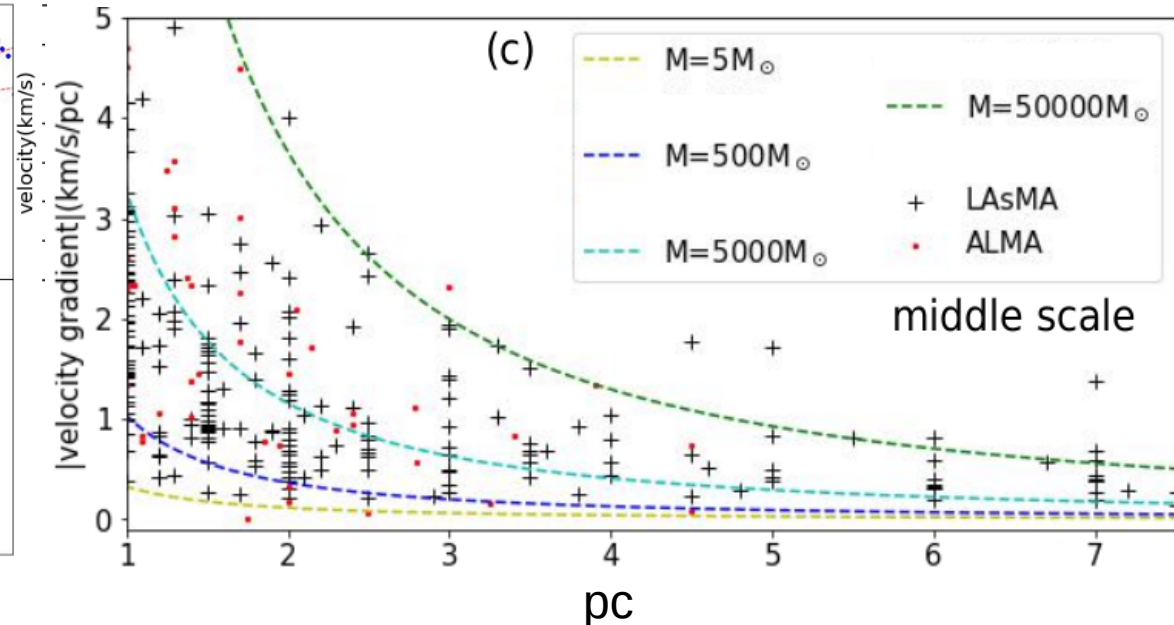 velocity(km/s)
|velocity gradient|(km/s/pc)
(c)
M=5M⊙
M=500M⊙
M=5000M⊙
M=50000M⊙
LAsMA
ALMA
middle scale
5
4
3
2
1
0
1 2 3 4 5 6 7
pc